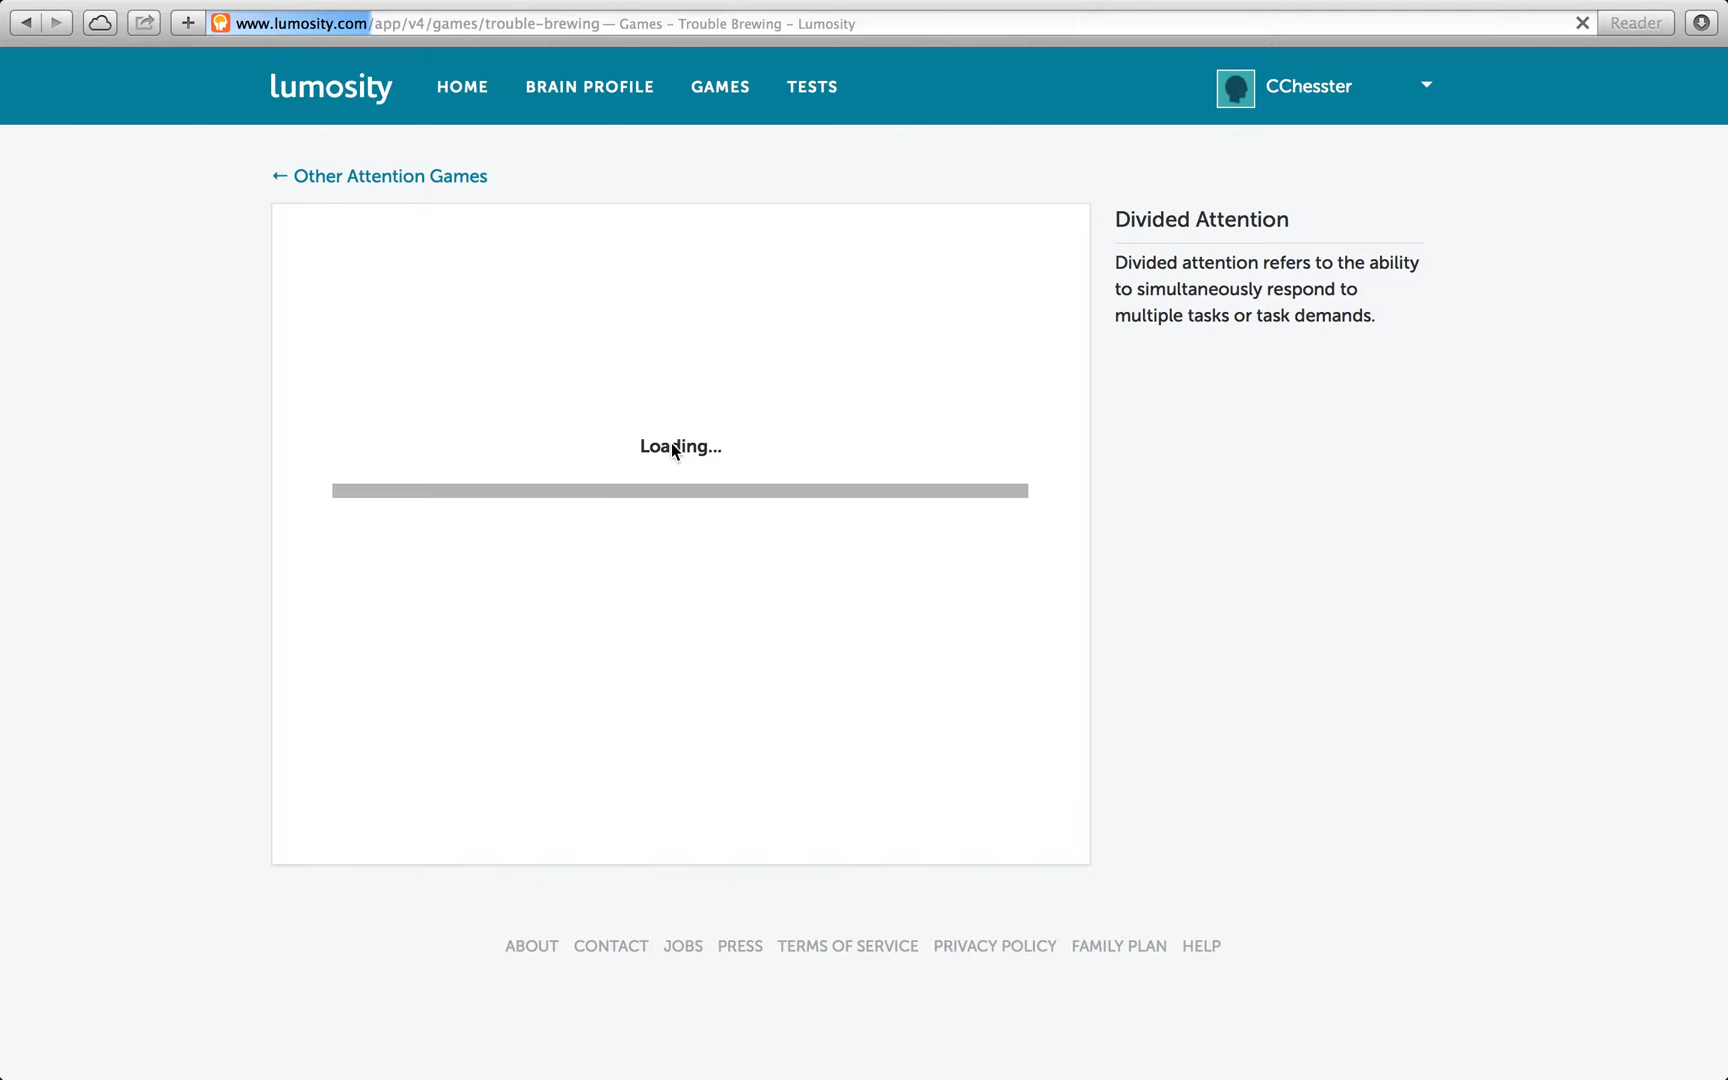 www.lumosity.com/app/v4/games/trouble-brewing — Games – Trouble Brewing – Lumosity
Reader
lumosity
HOME
BRAIN PROFILE
GAMES
TESTS
CChesster
← Other Attention Games
Divided Attention
Divided attention refers to the ability
to simultaneously respond to
multiple tasks or task demands.
Loading...
ABOUT
CONTACT
JOBS
PRESS
TERMS OF SERVICE
PRIVACY POLICY
FAMILY PLAN
HELP